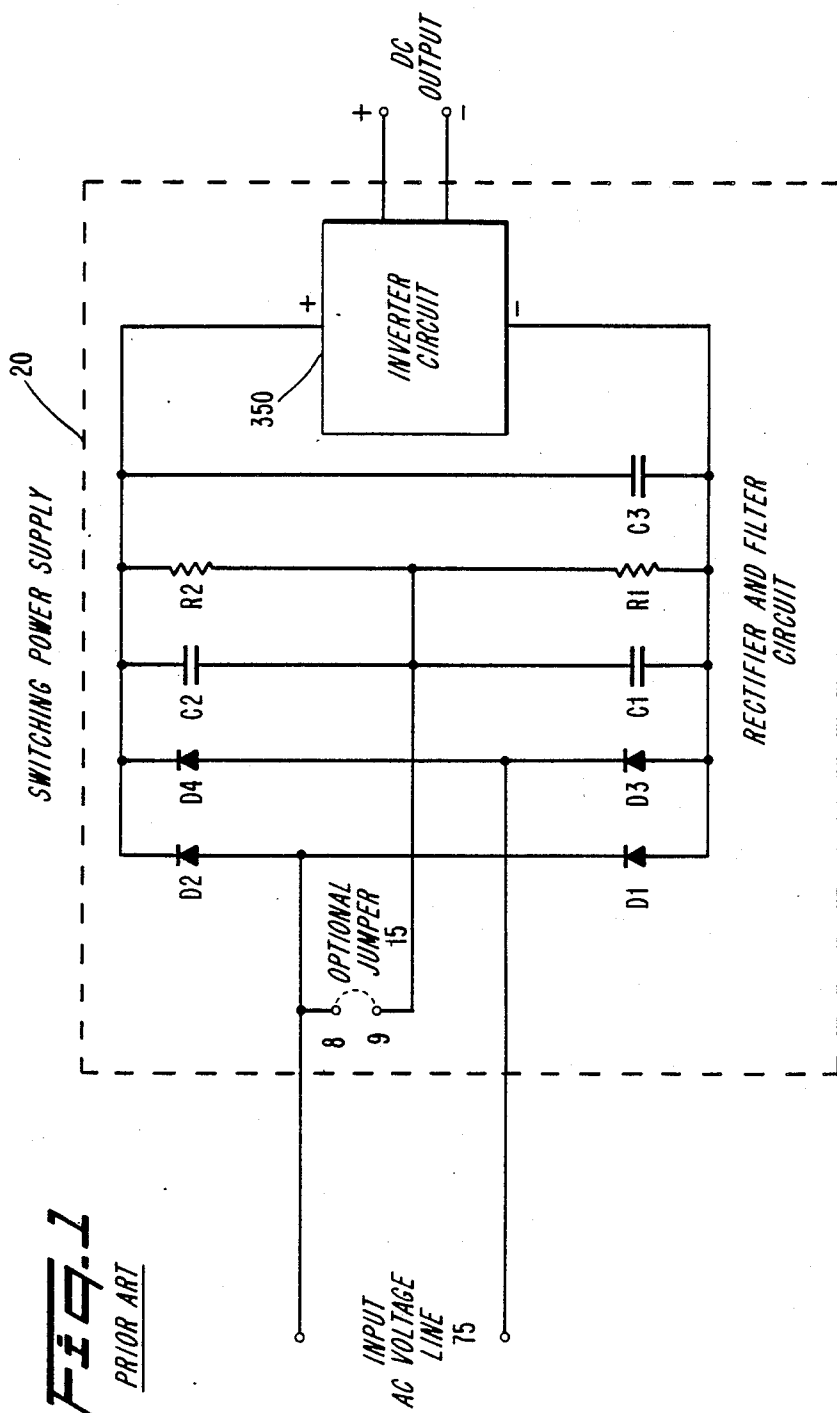 Fig. 1
PRIOR ART
SWITCHING POWER SUPPLY
20
INPUT
AC VOLTAGE
LINE
75
8
9
OPTIONAL
JUMPER
15
D2
D4
C2
R2
D1
D3
C1
R1
C3
350
+
INVERTER
CIRCUIT
-
+
DC
OUTPUT
-
RECTIFIER AND FILTER
CIRCUIT